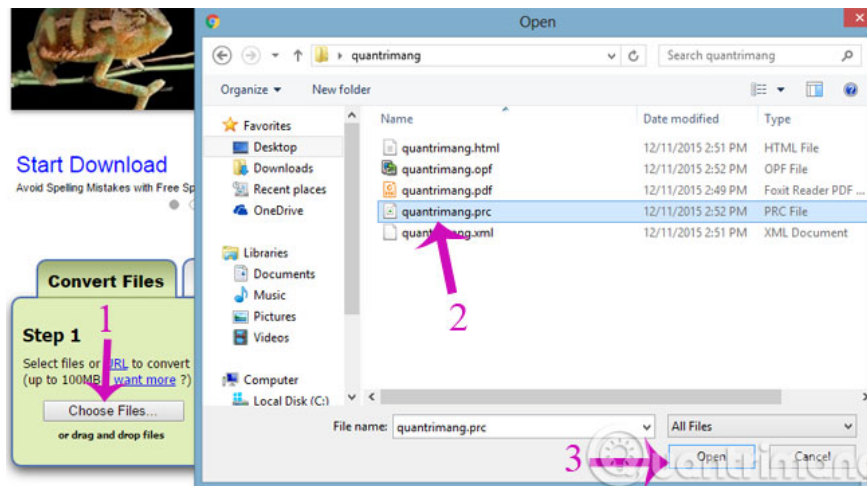 Start Download
Avoid Spelling Mistakes with Free Sp
Convert Files
1
Step 1
Select files or URL to convert
(up to 100MB want more ?)
Choose Files...
or drag and drop files
Open
quantrimang
Search quantrimang
Organize
New folder
Favorites
Desktop
Downloads
Recent places
OneDrive
Libraries
Documents
Music
Pictures
Videos
Computer
Local Disk (C:)
Name Date modified Type
quantrimang.html 12/11/2015 2:51 PM HTML File
quantrimang.opf 12/11/2015 2:52 PM OPF File
quantrimang.pdf 12/11/2015 2:49 PM Foxit Reader PDF ...
quantrimang.prc 12/11/2015 2:52 PM PRC File
quantrimang.xml 12/11/2015 2:51 PM XML Document
2
File name: quantrimang.prc All Files
3
Open Cancel
quantrimang